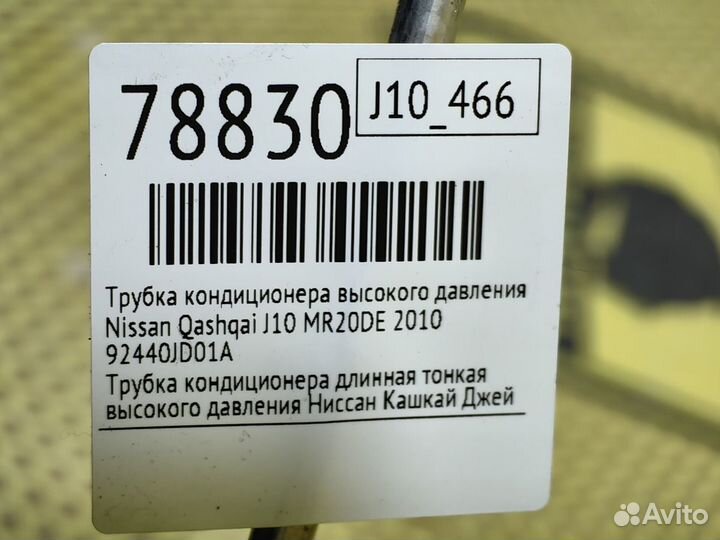 78830
J10_466
Трубка кондиционера высокого давления
Nissan Qashqai J10 MR20DE 2010
92440JD01A
Трубка кондиционера длинная тонкая
высокого давления Ниссан Кашкай Джей
Avito